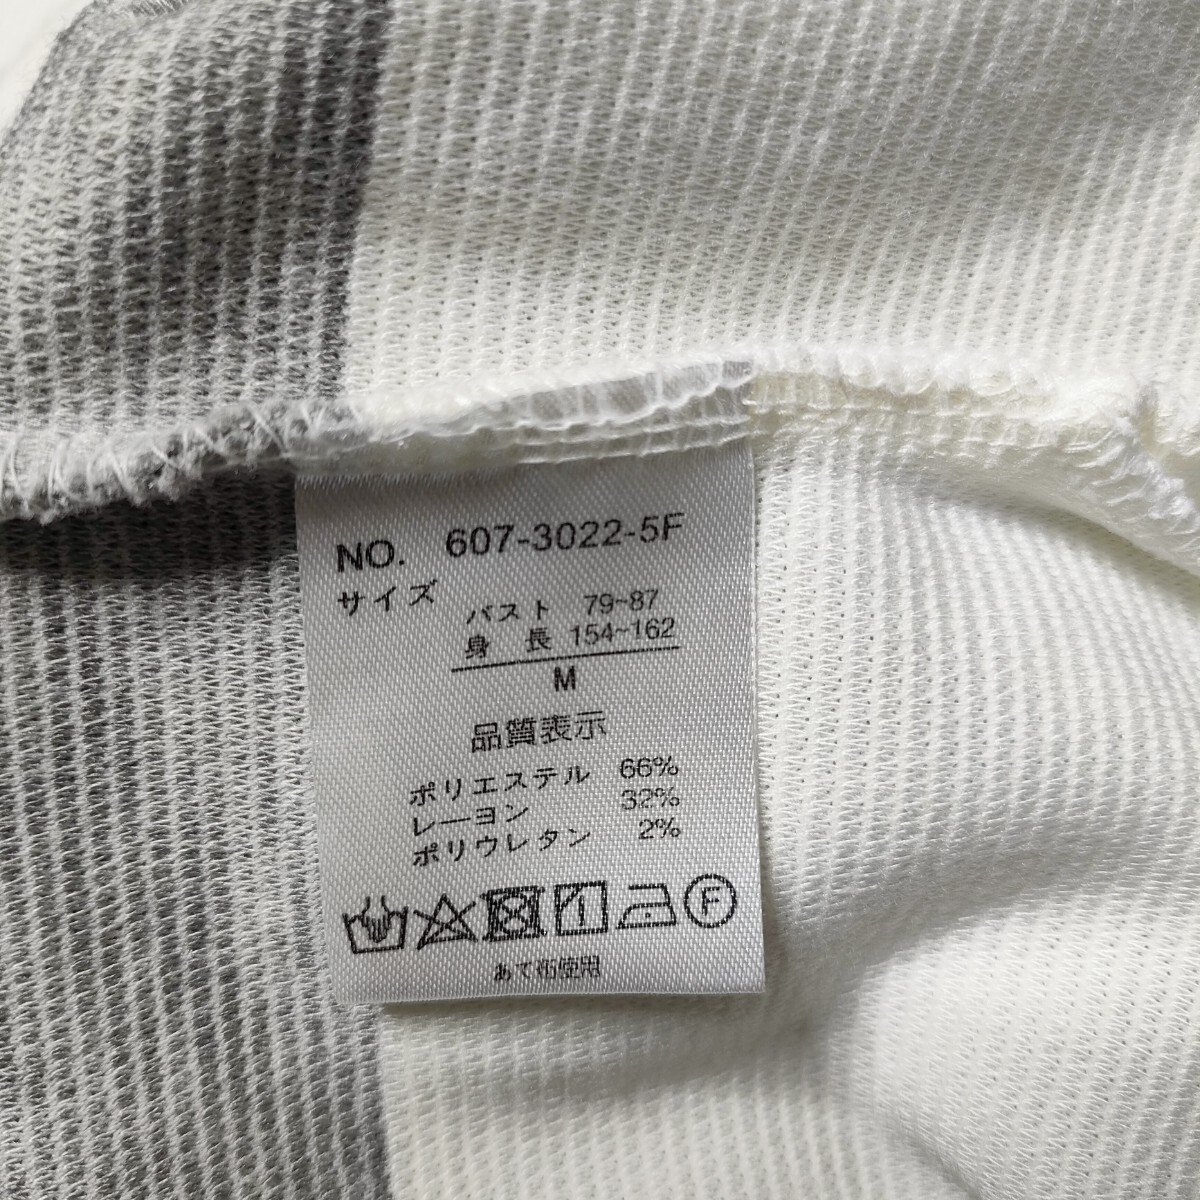 NO. 607-3022-5F
サイズ
バスト 79~87
身 長 154~162
M
品質表示
ポリエステル 66%
レーヨン 32%
ポリウレタン 2%
F
あて布使用